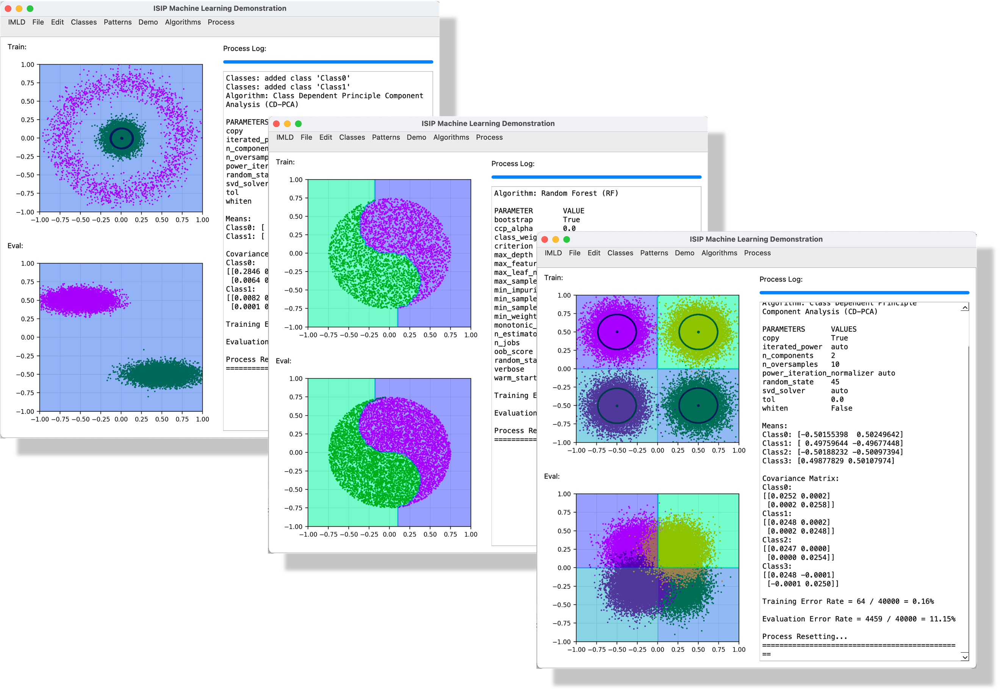 ISIP Machine Learning Demonstration
IMLD File Edit Classes Patterns Demo Algorithms Process
Train:
1.00
0.75
0.50
0.25
0.00
−0.25
−0.50
−0.75
−1.00
−1.00 −0.75 −0.50 −0.25 0.00 0.25 0.50 0.75 1.00
Eval:
1.00
0.75
0.50
0.25
0.00
−0.25
−0.50
−0.75
−1.00
−1.00 −0.75 −0.50 −0.25 0.00 0.25 0.50 0.75 1.00
Process Log:
Classes: added class 'Class0'
Classes: added class 'Class1'
Algorithm: Class Dependent Principle Component
Analysis (CD-PCA)
PARAMETERS
copy
iterated_p
n_componen
n_oversamp
power_iter
random_sta
svd_solver
tol
whiten
Means:
Class0: [
Class1: [
Covariance
Class0:
[[0.2846 0
[0.0064 0
Class1:
[[0.0082 0
[0.0001 0
Training E
Evaluation
Process Re
==========
ISIP Machine Learning Demonstration
IMLD File Edit Classes Patterns Demo Algorithms Process
Train:
1.00
0.75
0.50
0.25
0.00
−0.25
−0.50
−0.75
−1.00
−1.00 −0.75 −0.50 −0.25 0.00 0.25 0.50 0.75 1.00
Eval:
1.00
0.75
0.50
0.25
0.00
−0.25
−0.50
−0.75
−1.00
−1.00 −0.75 −0.50 −0.25 0.00 0.25 0.50 0.75 1.00
Process Log:
Algorithm: Random Forest (RF)
PARAMETER VALUE
bootstrap True
ccp_alpha 0.0
class_weig
criterion
max_depth
max_featur
max_leaf_n
max_sample
min_impuri
min_sample
min_sample
min_weight
monotonic_
n_estimato
n_jobs
oob_score
random_sta
verbose
warm_start
Training E
Evaluation
Process Re
==========
ISIP Machine Learning Demonstration
IMLD File Edit Classes Patterns Demo Algorithms Process
Train:
1.00
0.75
0.50
0.25
0.00
−0.25
−0.50
−0.75
−1.00
−1.00 −0.75 −0.50 −0.25 0.00 0.25 0.50 0.75 1.00
Eval:
1.00
0.75
0.50
0.25
0.00
−0.25
−0.50
−0.75
−1.00
−1.00 −0.75 −0.50 −0.25 0.00 0.25 0.50 0.75 1.00
Process Log:
Algorithm: Class Dependent Principle
Component Analysis (CD-PCA)
PARAMETERS VALUES
copy True
iterated_power auto
n_components 2
n_oversamples 10
power_iteration_normalizer auto
random_state 45
svd_solver auto
tol 0.0
whiten False
Means:
Class0: [-0.50155398 0.50249642]
Class1: [ 0.49759644 -0.49677448]
Class2: [-0.50188232 -0.50097394]
Class3: [0.49877829 0.50107974]
Covariance Matrix:
Class0:
[[0.0252 0.0002]
[0.0002 0.0258]]
Class1:
[[0.0248 0.0002]
[0.0002 0.0248]]
Class2:
[[0.0247 0.0000]
[0.0000 0.0254]]
Class3:
[[0.0248 -0.0001]
[-0.0001 0.0250]]
Training Error Rate = 64 / 40000 = 0.16%
Evaluation Error Rate = 4459 / 40000 = 11.15%
Process Resetting...
=============================================
==